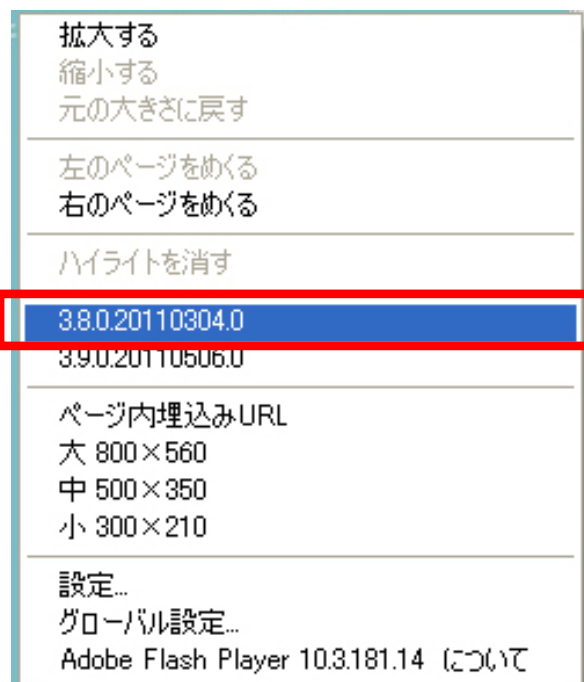 拡大する
縮小する
元の大きさに戻す
左のページをめくる
右のページをめくる
ハイライトを消す
3.8.0.20110304.0
3.9.0.20110506.0
ページ内埋込みURL
大 800×560
中 500×350
小 300×210
設定...
グローバル設定...
Adobe Flash Player 10.3.181.14 について